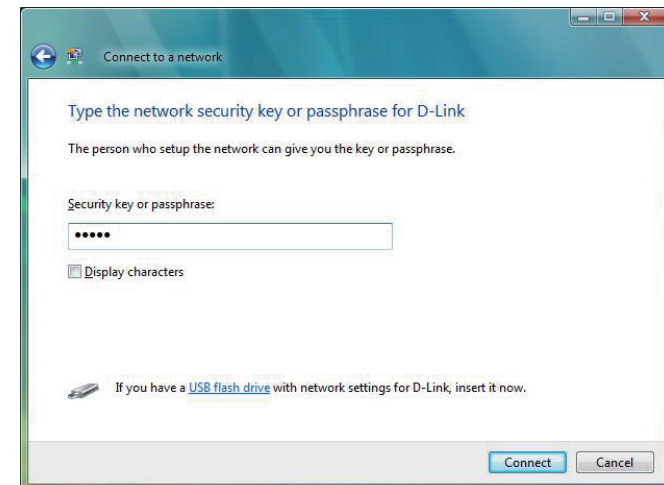 Connect to a network
Type the network security key or passphrase for D-Link
The person who setup the network can give you the key or passphrase.
Security key or passphrase:
•••••
Display characters
If you have a USB flash drive with network settings for D-Link, insert it now.
Connect Cancel